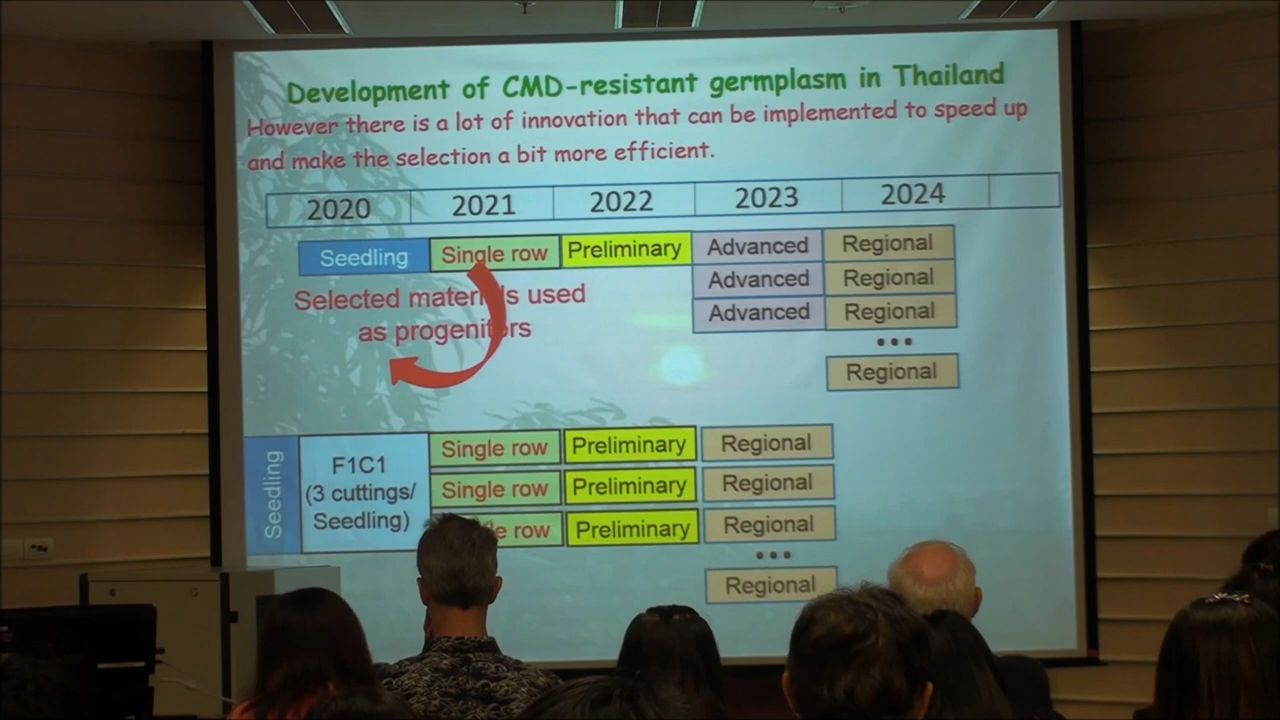 Development of CMD-resistant germplasm in Thailand
However there is a lot of innovation that can be implemented to speed up
and make the selection a bit more efficient.
2020 2021 2022 2023 2024
Seedling Single row Preliminary Advanced Regional
Advanced Regional
Selected materials used
as progenitors
Advanced Regional
...
Regional
Seedling
F1C1
(3 cuttings/
Seedling)
Single row Preliminary Regional
Single row Preliminary Regional
row Preliminary Regional
...
Regional